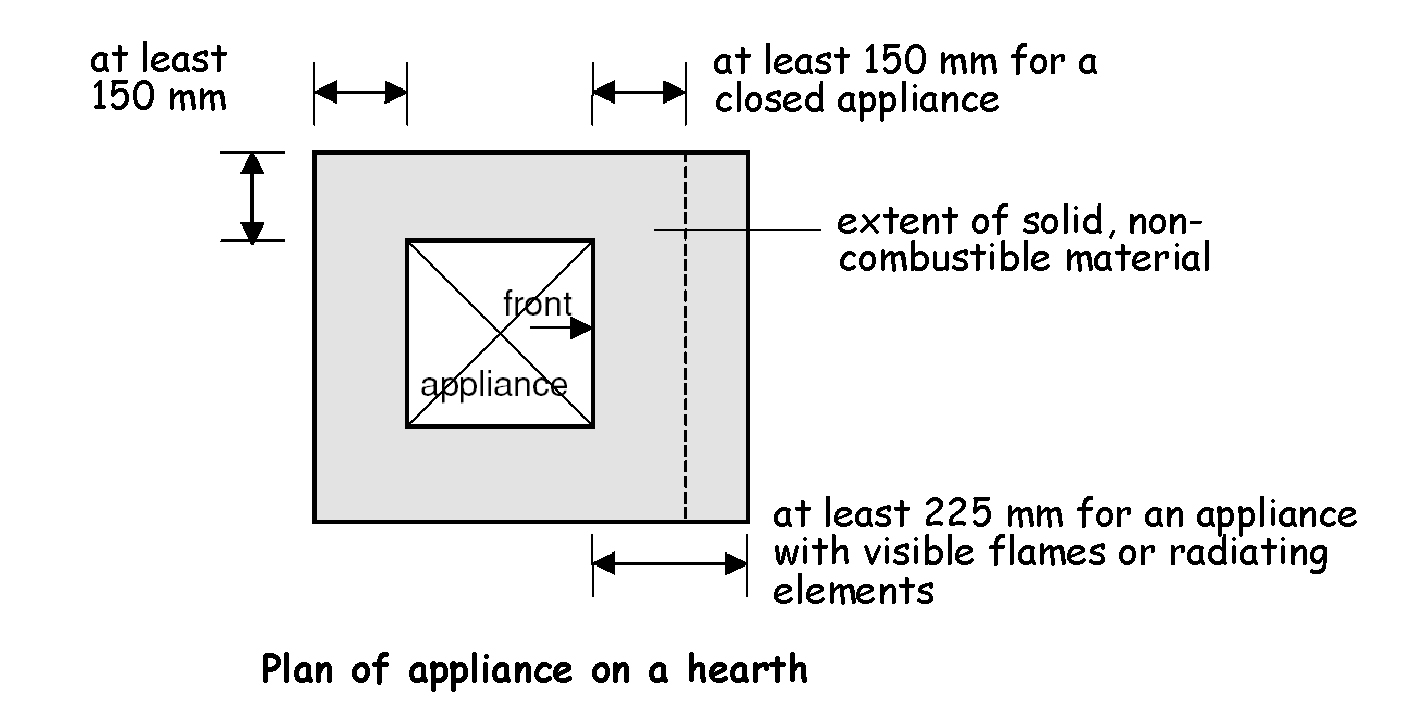 at least
150 mm
at least 150 mm for a
closed appliance
extent of solid, non-
combustible material
front
appliance
at least 225 mm for an appliance
with visible flames or radiating
elements
Plan of appliance on a hearth